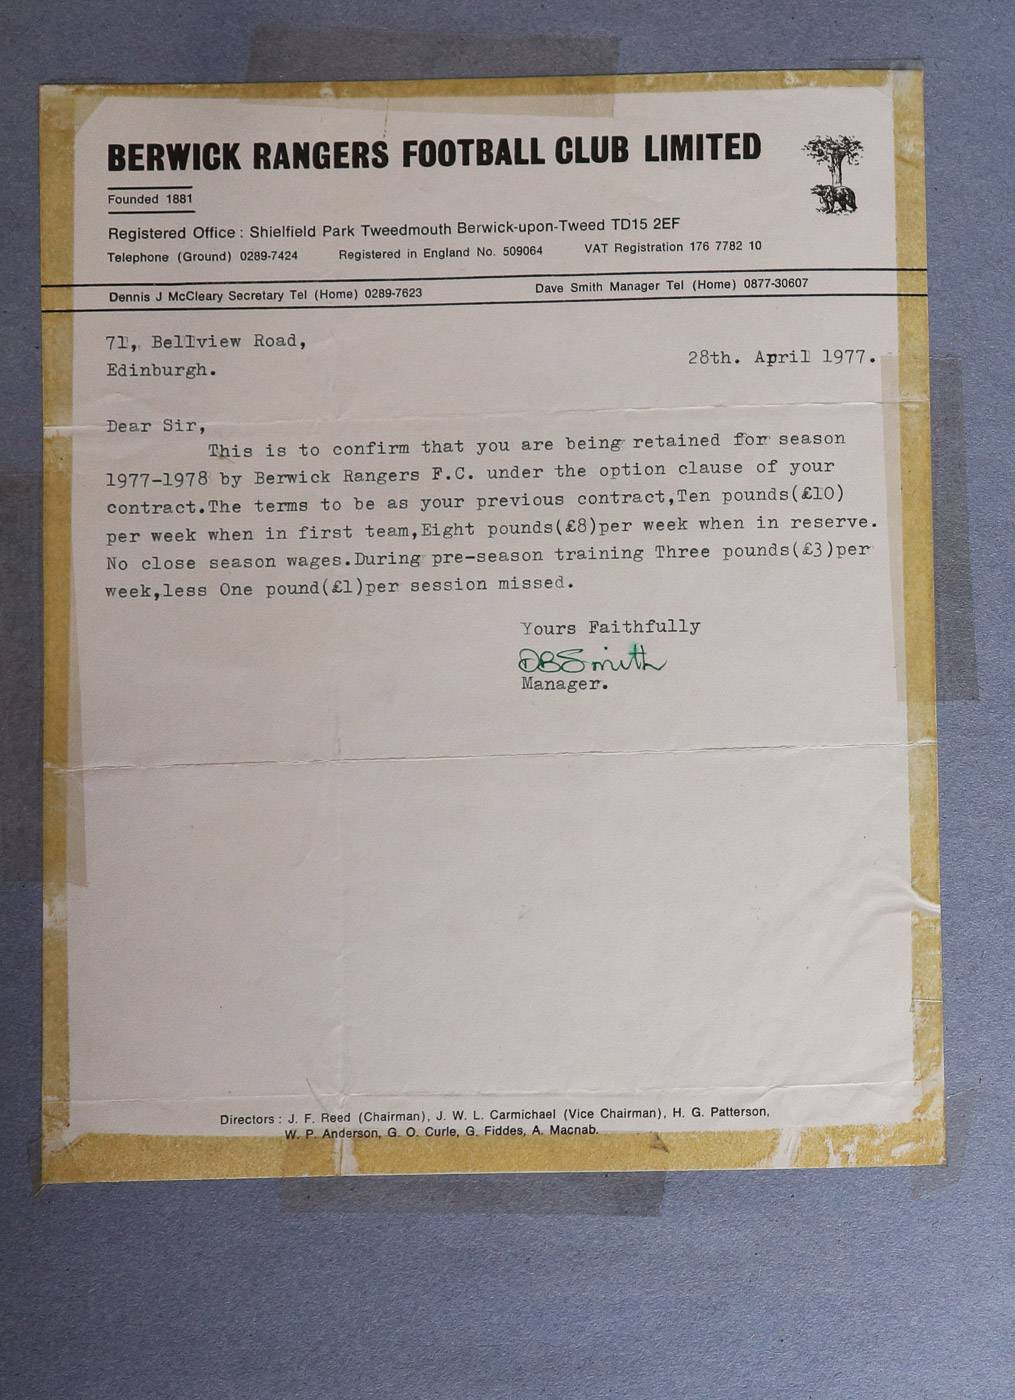 BERWICK RANGERS FOOTBALL CLUB LIMITED
Founded 1881
Registered Office : Shielfield Park Tweedmouth Berwick-upon-Tweed TD15 2EF
Telephone (Ground) 0289-7424 Registered in England No. 509064 VAT Registration 176 7782 10
Dennis J McCleary Secretary Tel (Home) 0289-7623 Dave Smith Manager Tel (Home) 0877-30607
71, Bellview Road,
28th. April 1977.
Edinburgh.
Dear Sir,
This is to confirm that you are being retained for season
1977-1978 by Berwick Rangers F.C. under the option clause of your
contract.The terms to be as your previous contract,Ten pounds(£10)
per week when in first team,Eight pounds(£8)per week when in reserve.
No close season wages.During pre-season training Three pounds(£3)per
week,less One pound(£1)per session missed.
Yours Faithfully
DBSmith
Manager.
Directors : J. F. Reed (Chairman), J. W. L. Carmichael (Vice Chairman), H. G. Patterson,
W. P. Anderson, G. O. Curle, G. Fiddes, A. Macnab.